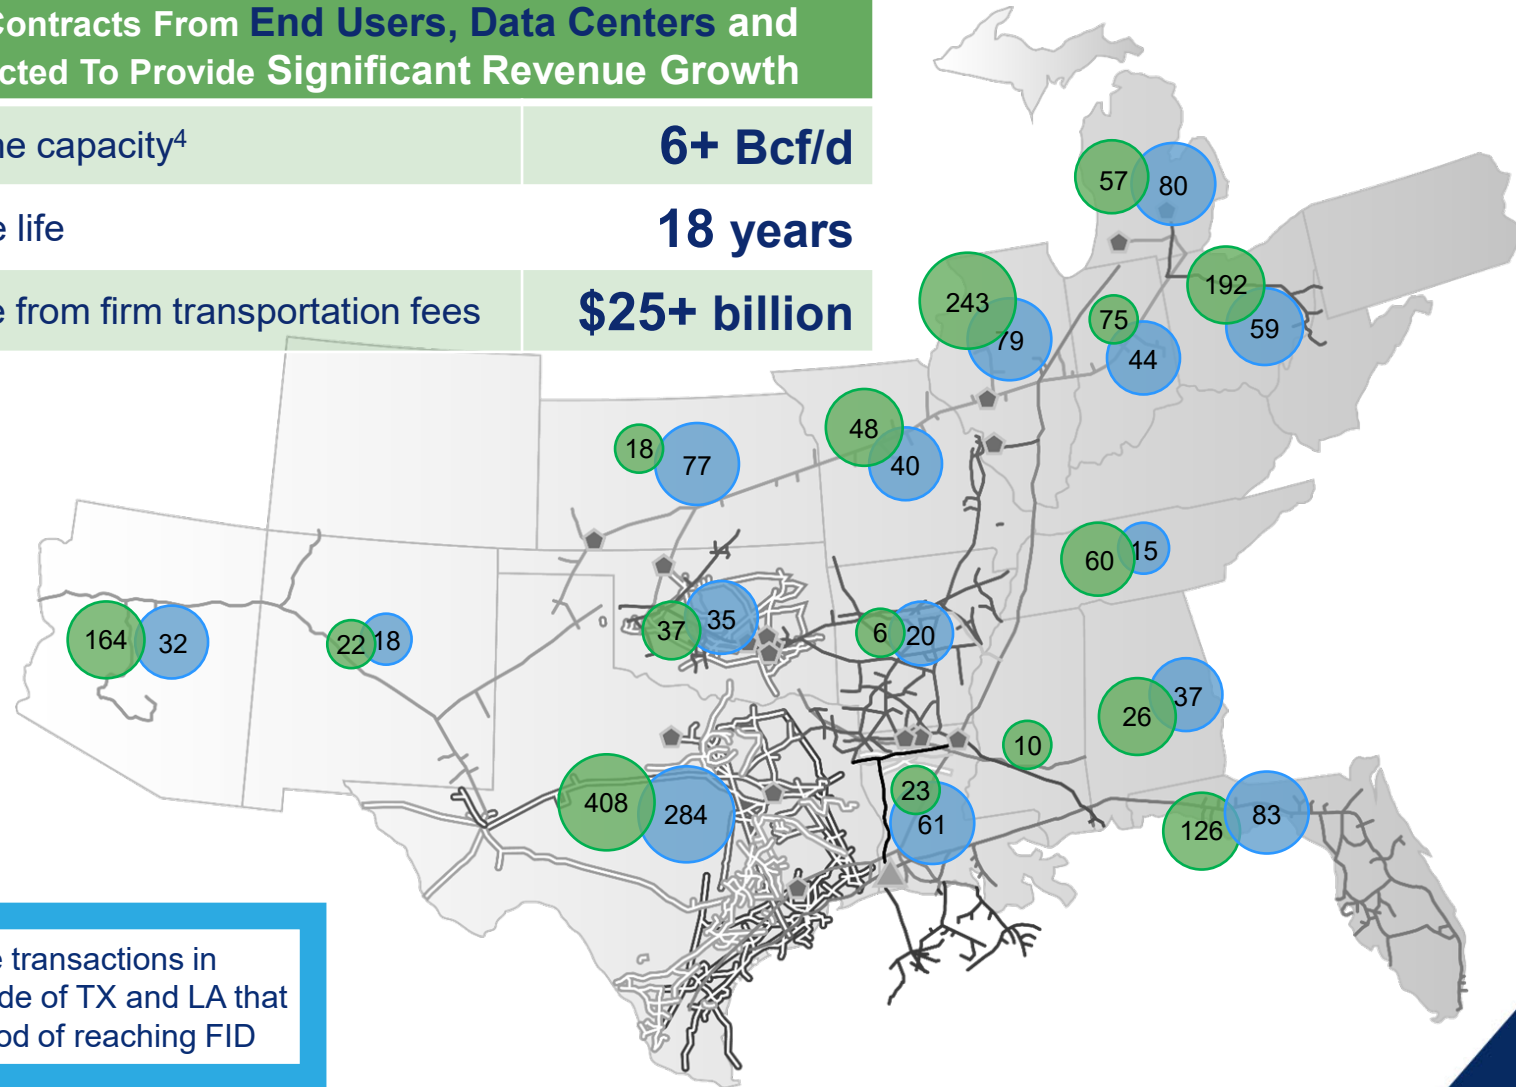 Contracts From End Users, Data Centers and
To Provide Significant Revenue Growth
capacity4
6+ Bcf/d
life
18 years
from firm transportation fees
$25+ billion
57
80
243
79
75
44
192
59
48
40
18
77
60
15
164
32
22
18
37
35
6
20
26
37
10
408
284
23
61
126
83
transactions in
of TX and LA that
of reaching FID